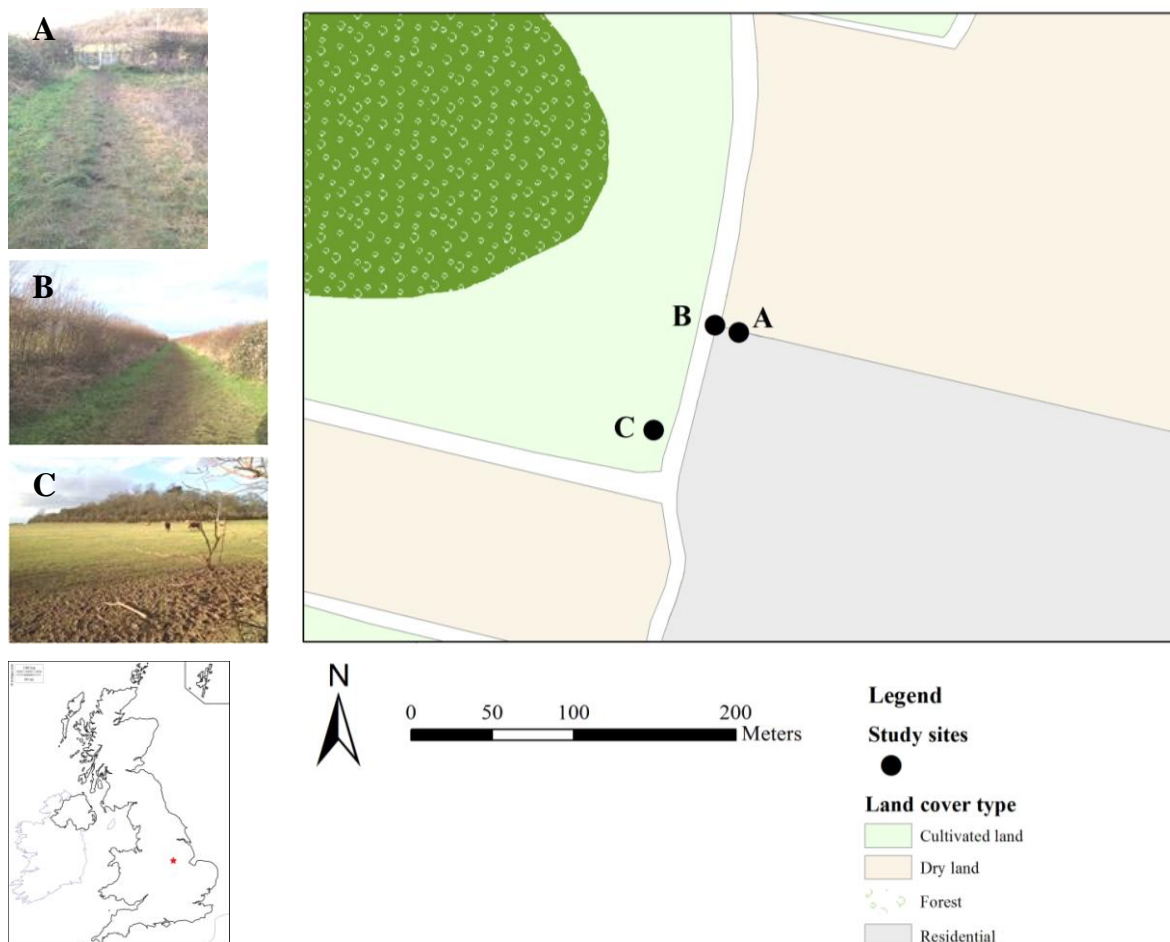 A
B
C
B
A
C
N
0
50
100
200
Meters
Legend
Study sites
Land cover type
Cultivated land
Dry land
Forest
Residential